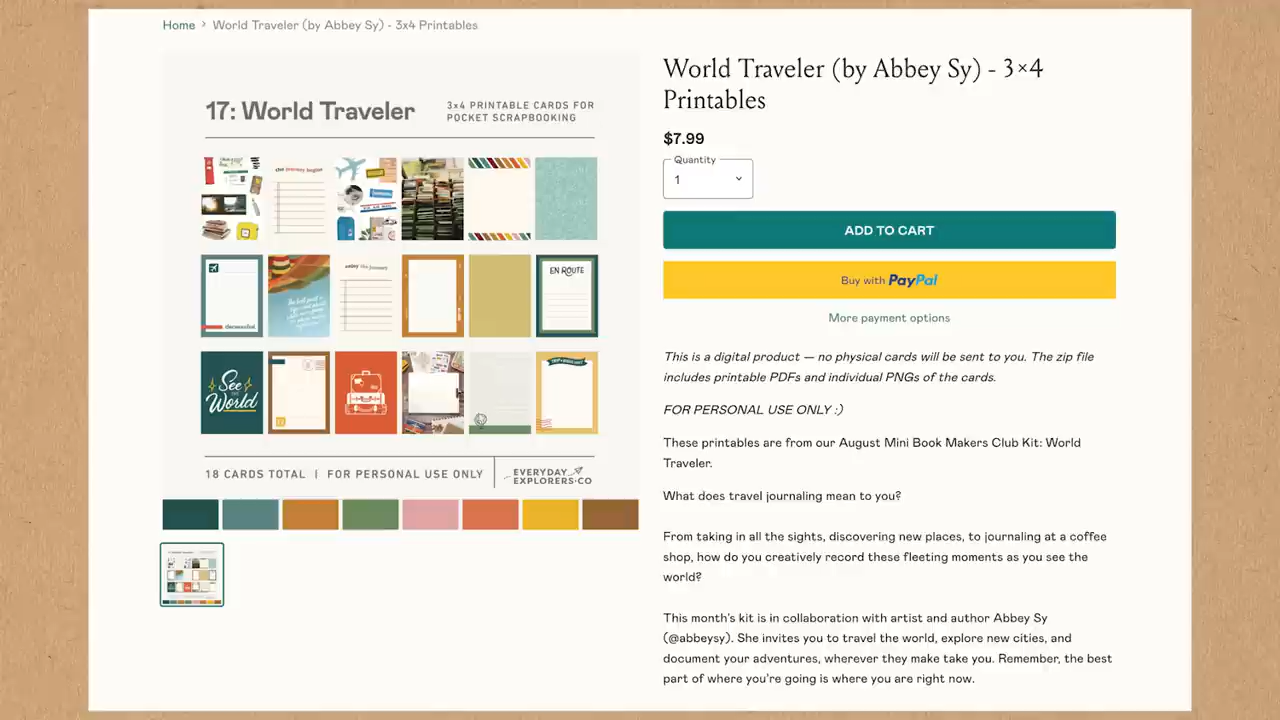 Home > World Traveler (by Abbey Sy) - 3x4 Printables
17: World Traveler
3x4 PRINTABLE CARDS FOR
POCKET SCRAPBOOKING
the journey begins
enjoy the journey
EN ROUTE
See
the
World
18 CARDS TOTAL | FOR PERSONAL USE ONLY
EVERYDAY
EXPLORERS·CO
World Traveler (by Abbey Sy) - 3×4
Printables
$7.99
Quantity
1
ADD TO CART
Buy with PayPal
More payment options
This is a digital product — no physical cards will be sent to you. The zip file
includes printable PDFs and individual PNGs of the cards.
FOR PERSONAL USE ONLY :)
These printables are from our August Mini Book Makers Club Kit: World
Traveler.
What does travel journaling mean to you?
From taking in all the sights, discovering new places, to journaling at a coffee
shop, how do you creatively record these fleeting moments as you see the
world?
This month's kit is in collaboration with artist and author Abbey Sy
(@abbeysy). She invites you to travel the world, explore new cities, and
document your adventures, wherever they make take you. Remember, the best
part of where you're going is where you are right now.